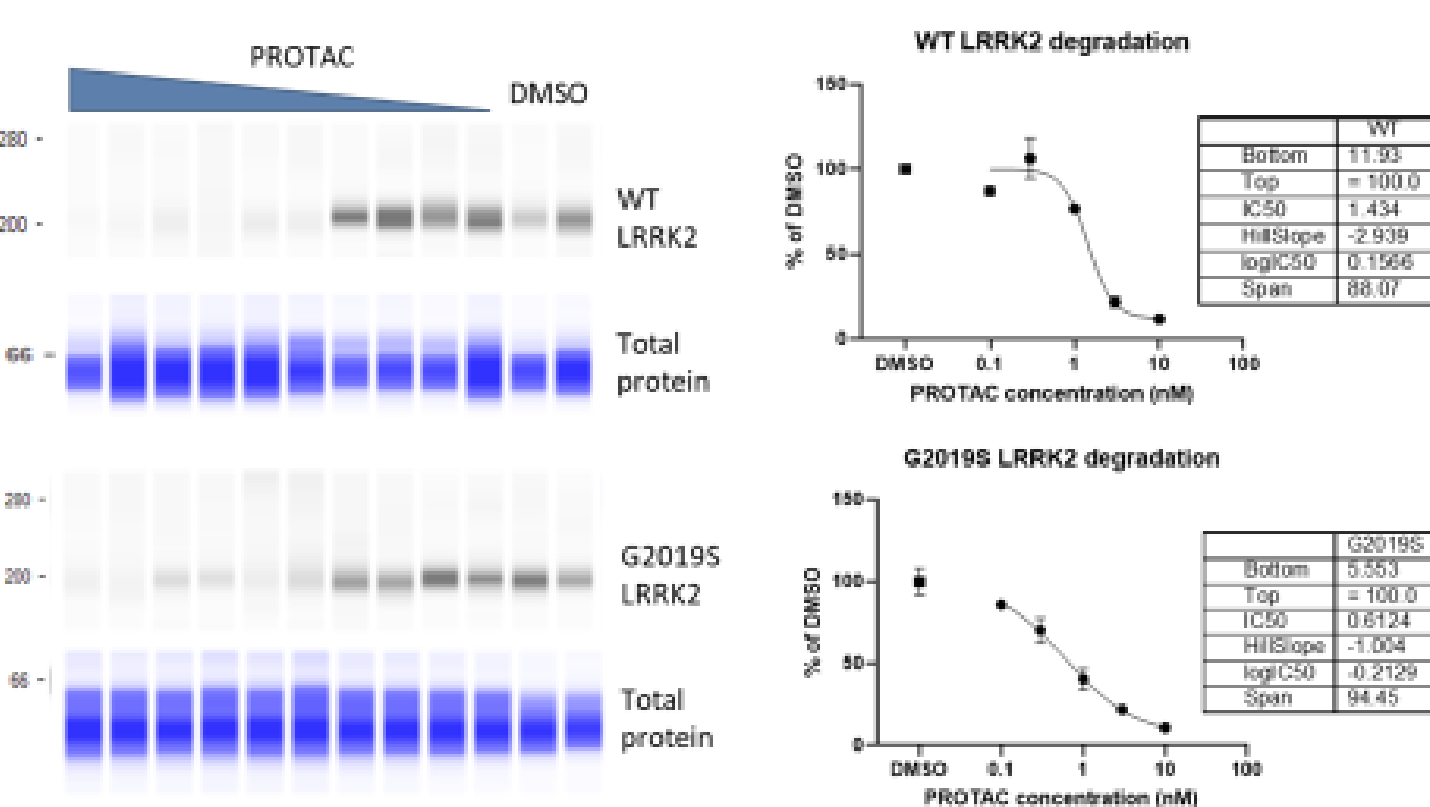 PROTAC
DMSO
280
200
WT
LRRK2
66
Total
protein
280
200
G2019S
LRRK2
66
Total
protein
WT LRRK2 degradation
150
100
50
0
% of DMSO
DMSO 0.1 1 10 100
PROTAC concentration (nM)
WT
Bottom 11.93
Top = 100.0
IC50 1.434
HillSlope -2.939
logIC50 0.1566
Span 88.07
G2019S LRRK2 degradation
150
100
50
0
% of DMSO
DMSO 0.1 1 10 100
PROTAC concentration (nM)
G2019S
Bottom 5.553
Top = 100.0
IC50 0.6124
HillSlope -1.004
logIC50 -0.2129
Span 94.45